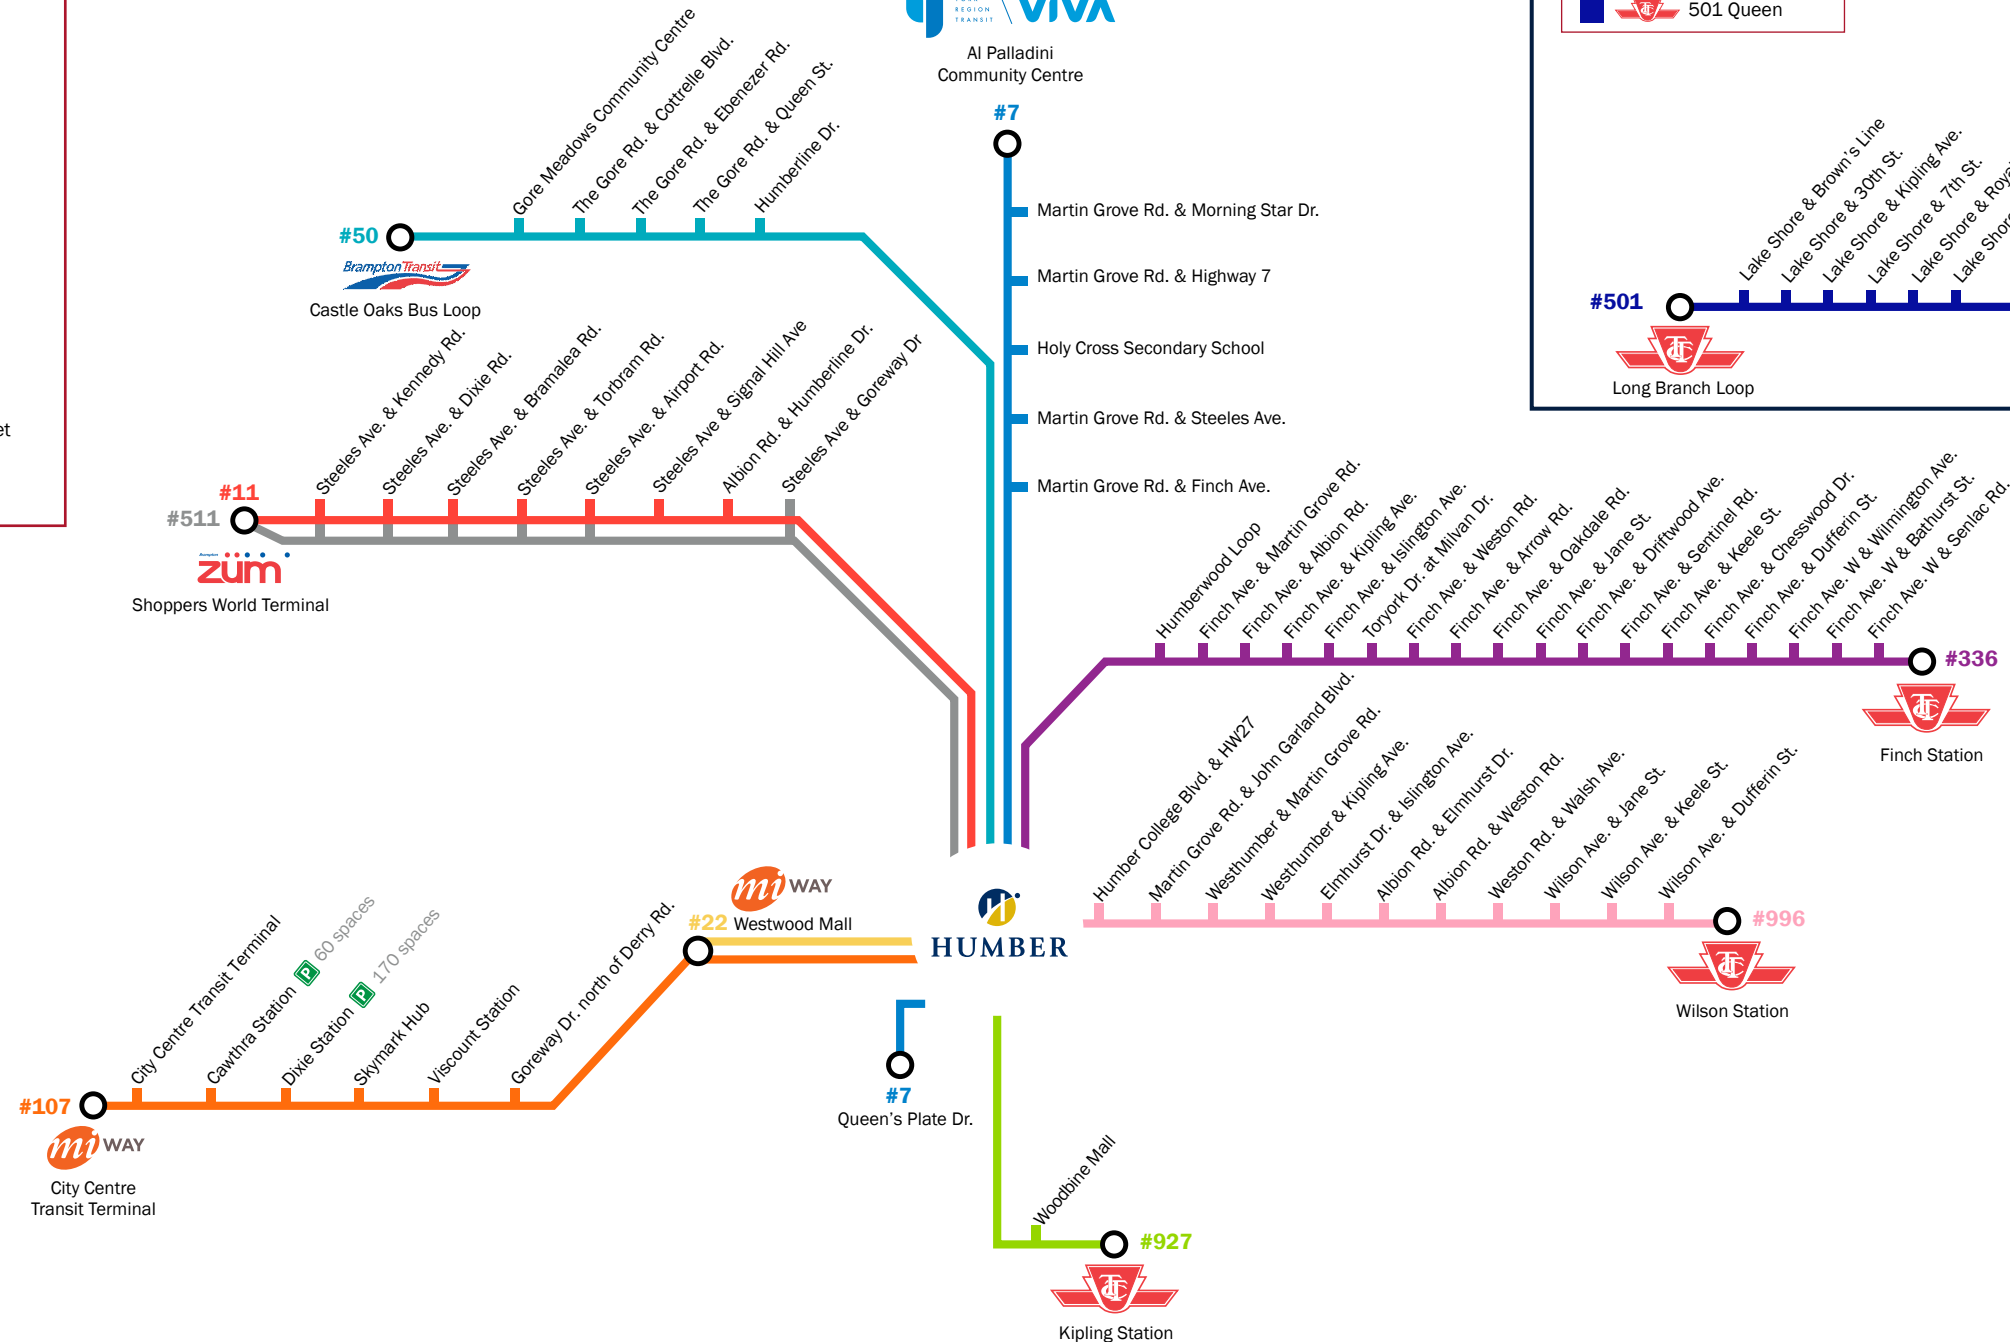 REGION
TRANSIT
VIVA
Al Palladini
Community Centre
#7
Martin Grove Rd. & Morning Star Dr.
Martin Grove Rd. & Highway 7
Holy Cross Secondary School
Martin Grove Rd. & Steeles Ave.
Martin Grove Rd. & Finch Ave.
501 Queen
Gore Meadows Community Centre
The Gore Rd. & Cottrelle Blvd.
The Gore Rd. & Ebenezer Rd.
The Gore Rd. & Queen St.
Humberline Dr.
#50
Brampton Transit
Castle Oaks Bus Loop
Lake Shore & Brown's Line
Lake Shore & 30th St.
Lake Shore & Kipling Ave.
Lake Shore & 7th St.
Lake Shore & Roya
Lake Shor
#501
TTC
Long Branch Loop
et
Steeles Ave. & Kennedy Rd.
Steeles Ave. & Dixie Rd.
Steeles Ave. & Bramalea Rd.
Steeles Ave. & Torbram Rd.
Steeles Ave. & Airport Rd.
Steeles Ave & Signal Hill Ave
Albion Rd. & Humberline Dr.
Steeles Ave & Goreway Dr
#11
#511
Brampton
züm
Shoppers World Terminal
Humberwood Loop
Finch Ave. & Martin Grove Rd.
Finch Ave. & Albion Rd.
Finch Ave. & Kipling Ave.
Finch Ave. & Islington Ave.
Toryork Dr. at Milvan Dr.
Finch Ave. & Weston Rd.
Finch Ave. & Arrow Rd.
Finch Ave. & Oakdale Rd.
Finch Ave. & Jane St.
Finch Ave. & Driftwood Ave.
Finch Ave. & Sentinel Rd.
Finch Ave. & Keele St.
Finch Ave. & Chesswood Dr.
Finch Ave. & Dufferin St.
Finch Ave. W & Wilmington Ave.
Finch Ave. W & Bathurst St.
Finch Ave. W & Senlac Rd.
#336
TTC
Finch Station
Humber College Blvd. & HW27
Martin Grove Rd. & John Garland Blvd.
Westhumber & Martin Grove Rd.
Westhumber & Kipling Ave.
Elmhurst Dr. & Islington Ave.
Albion Rd. & Elmhurst Dr.
Albion Rd. & Weston Rd.
Weston Rd. & Walsh Ave.
Wilson Ave. & Jane St.
Wilson Ave. & Keele St.
Wilson Ave. & Dufferin St.
#996
TTC
Wilson Station
HUMBER
mi WAY
#22 Westwood Mall
City Centre Transit Terminal
Cawthra Station P 60 spaces
Dixie Station P 170 spaces
Skymark Hub
Viscount Station
Goreway Dr. north of Derry Rd.
#107
mi WAY
City Centre
Transit Terminal
#7
Queen's Plate Dr.
Woodbine Mall
#927
TTC
Kipling Station